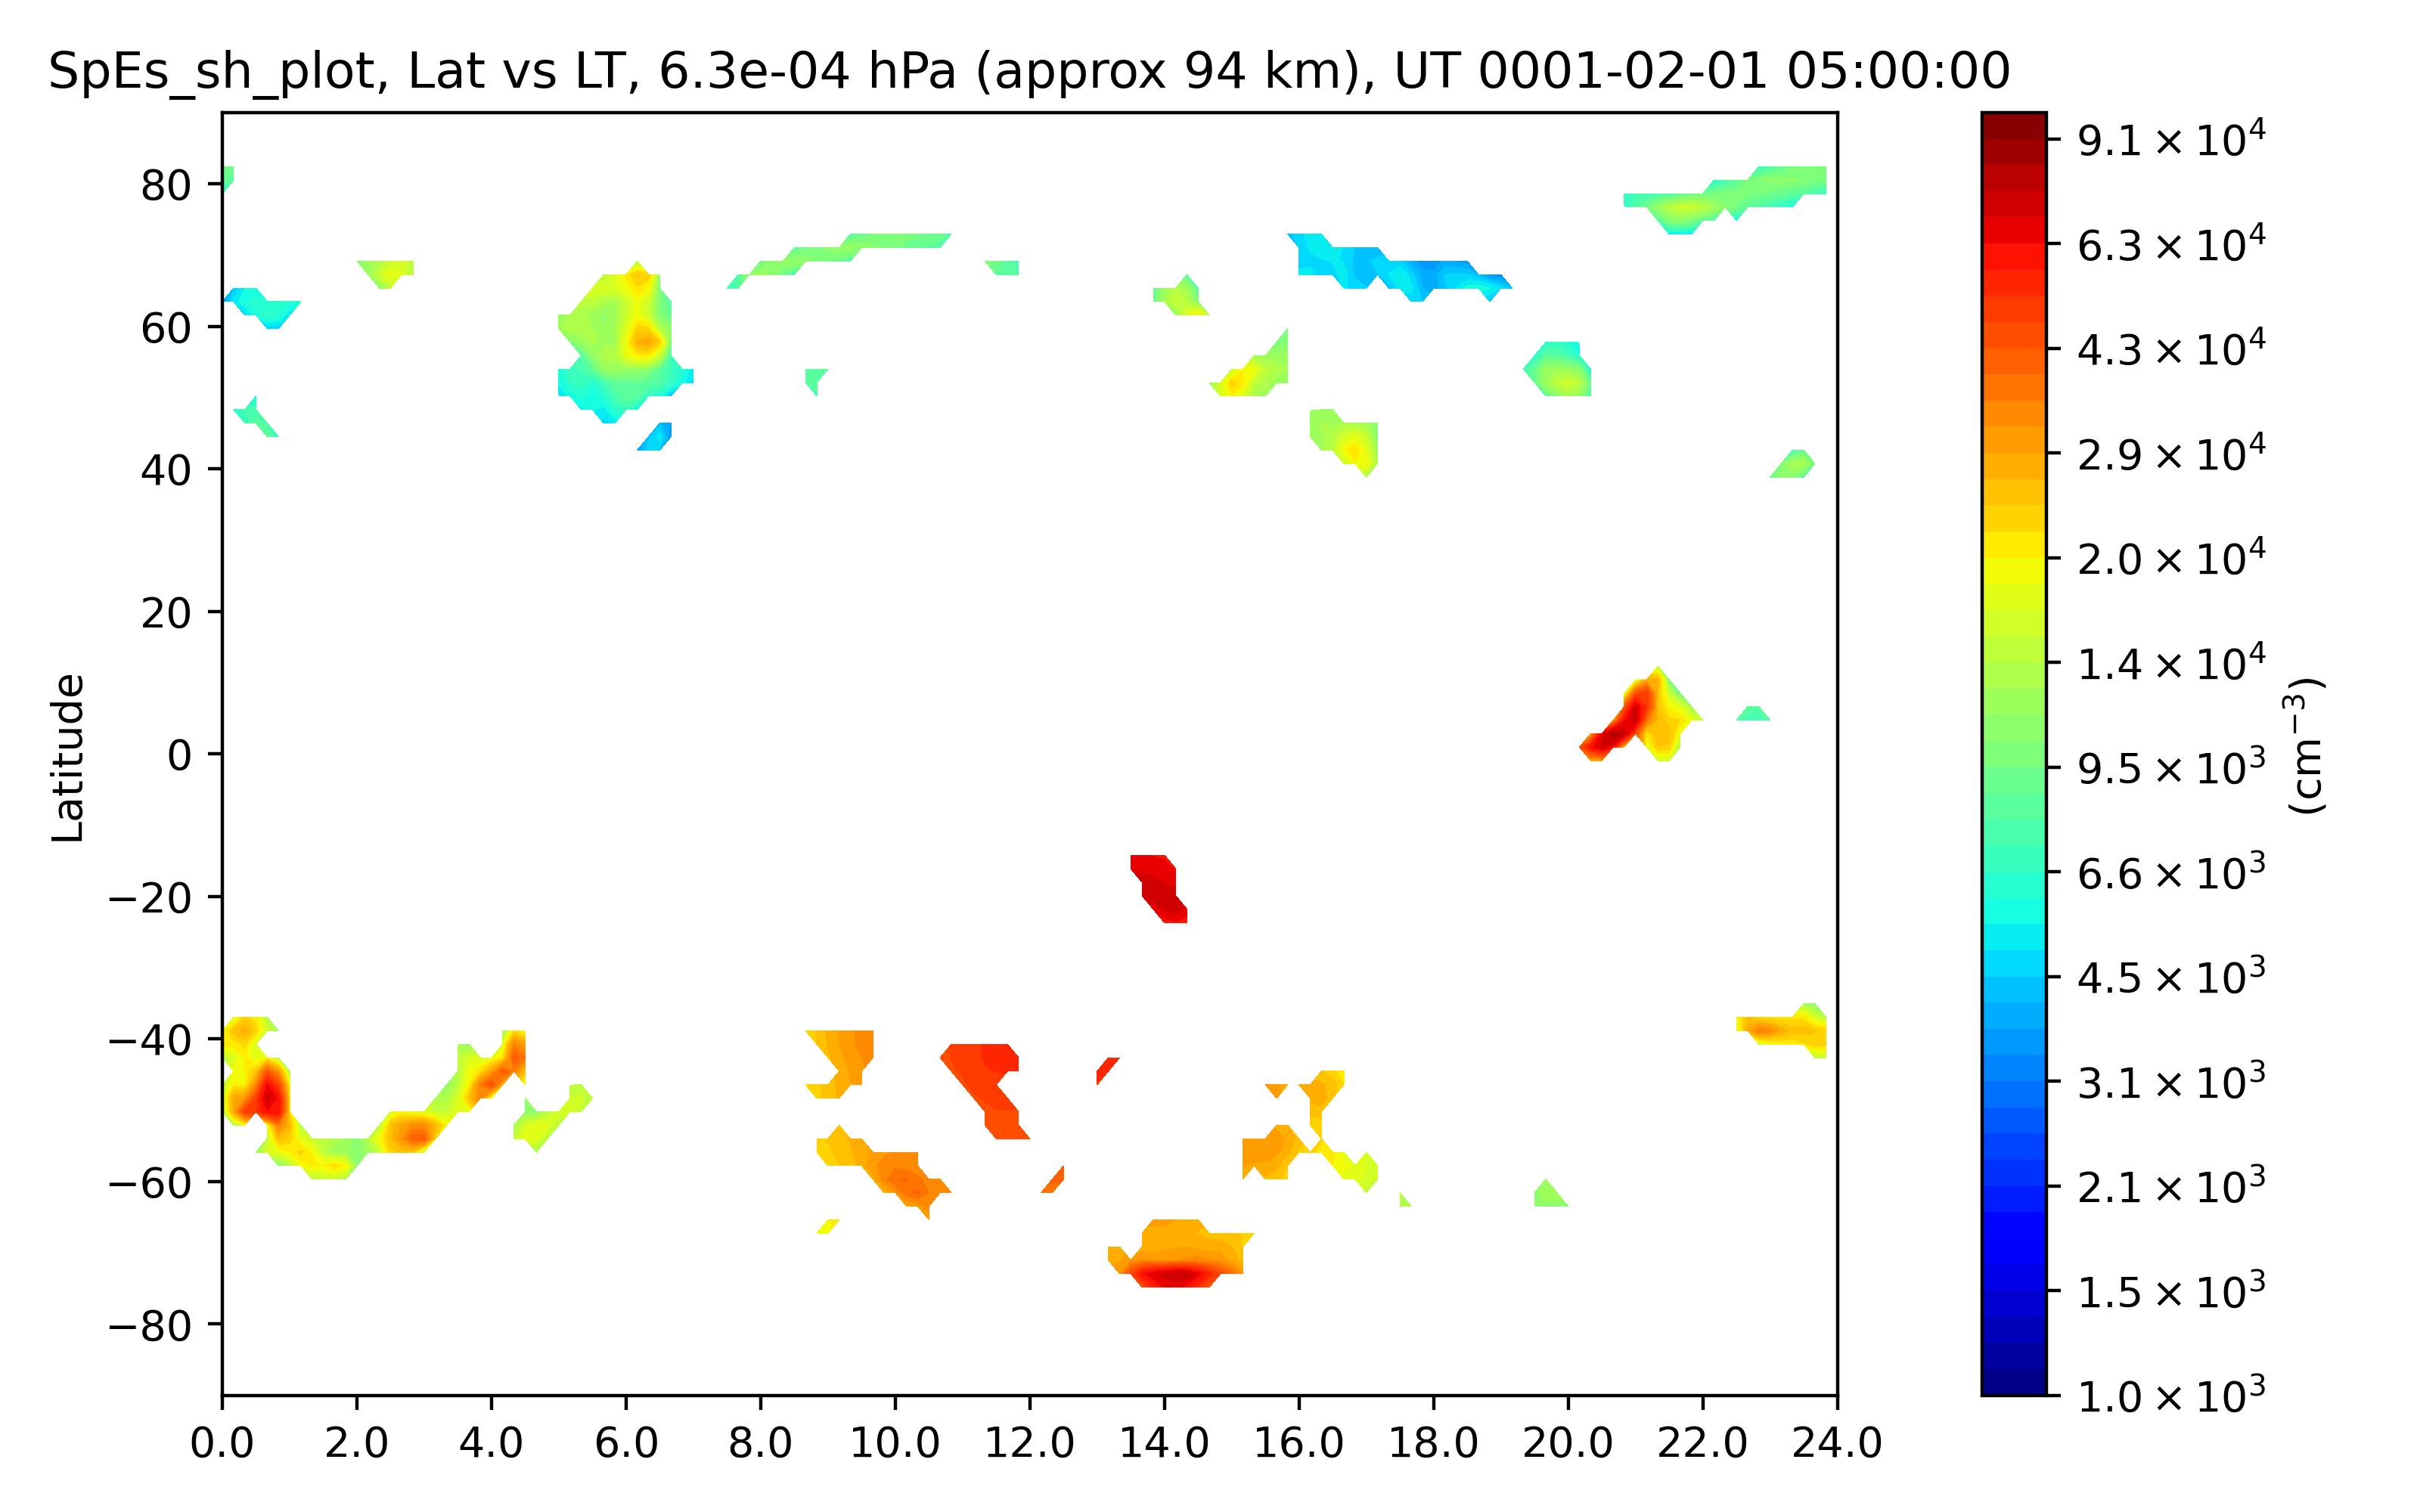 SpEs_sh_plot, Lat vs LT, 6.3e-04 hPa (approx 94 km), UT 0001-02-01 05:00:00
Latitude
80
60
40
20
0
−20
−40
−60
−80
0.0 2.0 4.0 6.0 8.0 10.0 12.0 14.0 16.0 18.0 20.0 22.0 24.0
9.1 × 10⁴
6.3 × 10⁴
4.3 × 10⁴
2.9 × 10⁴
2.0 × 10⁴
1.4 × 10⁴
9.5 × 10³
6.6 × 10³
4.5 × 10³
3.1 × 10³
2.1 × 10³
1.5 × 10³
1.0 × 10³
(cm⁻³)